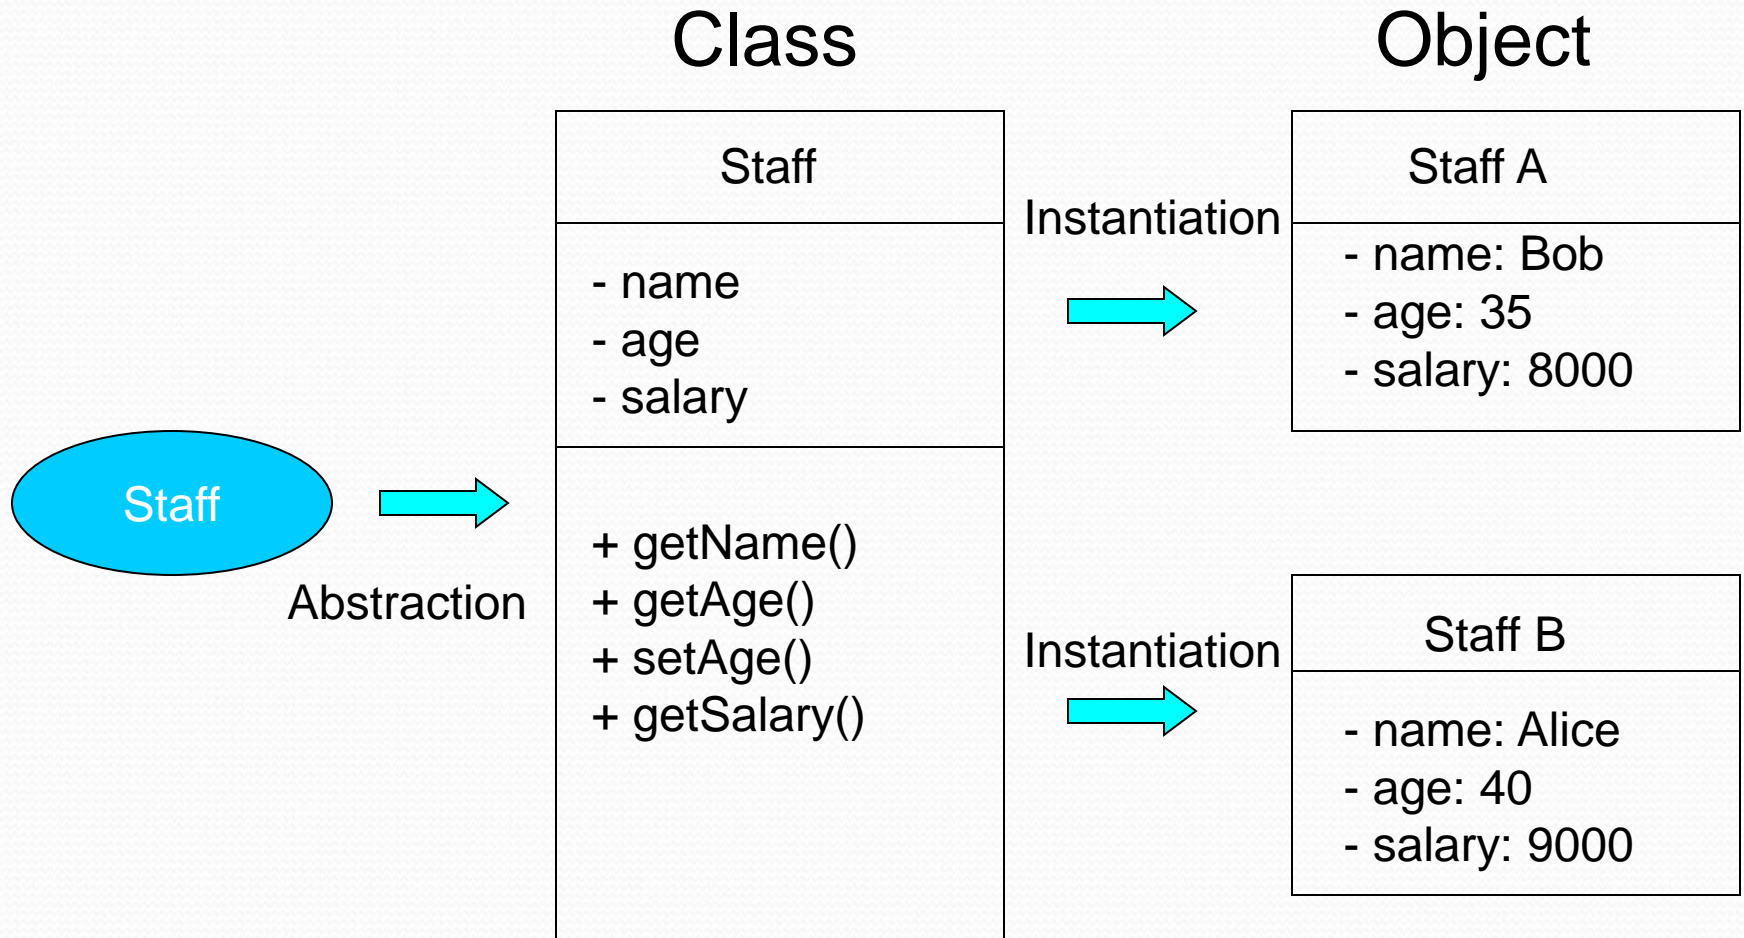 Class
Object
Staff
Abstraction
Staff
- name
- age
- salary
+ getName()
+ getAge()
+ setAge()
+ getSalary()
Instantiation
Instantiation
Staff A
- name: Bob
- age: 35
- salary: 8000
Staff B
- name: Alice
- age: 40
- salary: 9000